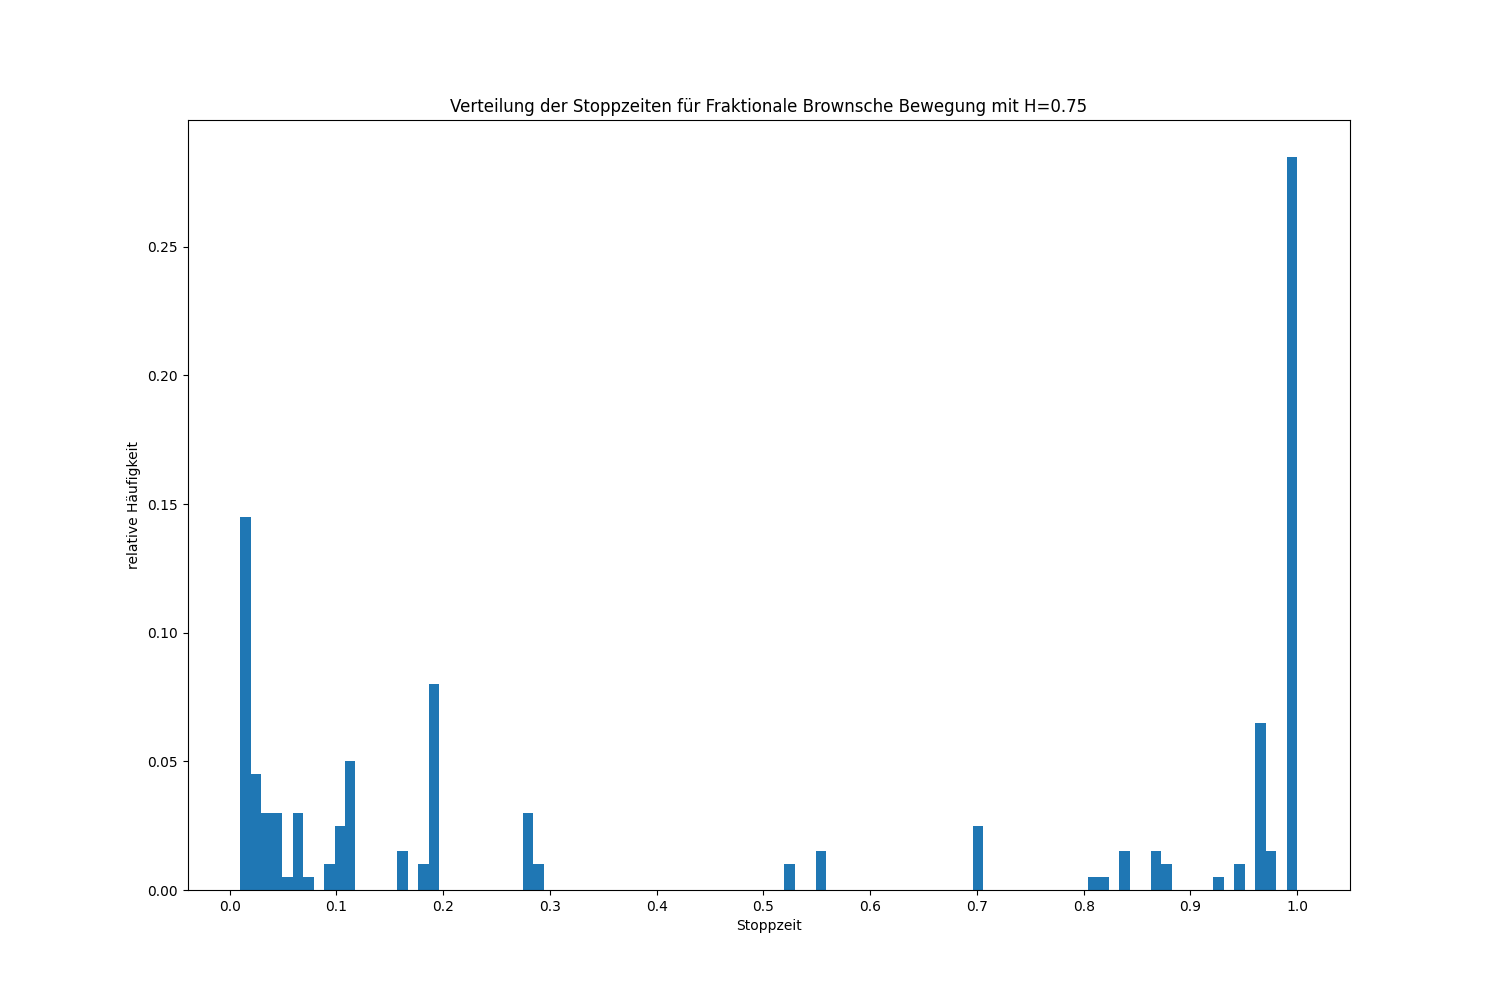 Verteilung der Stoppzeiten für Fraktionale Brownsche Bewegung mit H=0.75
relative Häufigkeit
0.25
0.20
0.15
0.10
0.05
0.00
0.0 0.1 0.2 0.3 0.4 0.5 0.6 0.7 0.8 0.9 1.0
Stoppzeit